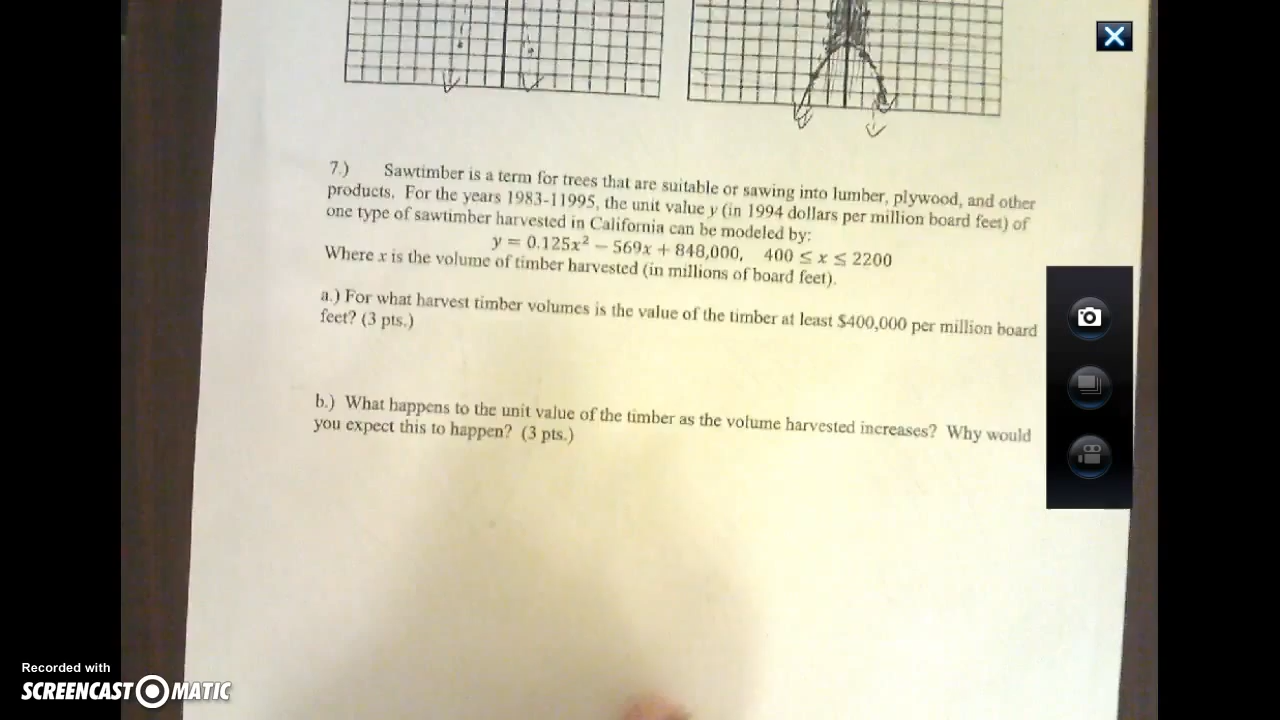 7.) Sawtimber is a term for trees that are suitable or sawing into lumber, plywood, and other
products. For the years 1983-11995, the unit value y (in 1994 dollars per million board feet) of
one type of sawtimber harvested in California can be modeled by:
y = 0.125x² − 569x + 848,000, 400 ≤ x ≤ 2200
Where x is the volume of timber harvested (in millions of board feet).
a.) For what harvest timber volumes is the value of the timber at least $400,000 per million board
feet? (3 pts.)
b.) What happens to the unit value of the timber as the volume harvested increases? Why would
you expect this to happen? (3 pts.)
Recorded with
SCREENCAST-O-MATIC